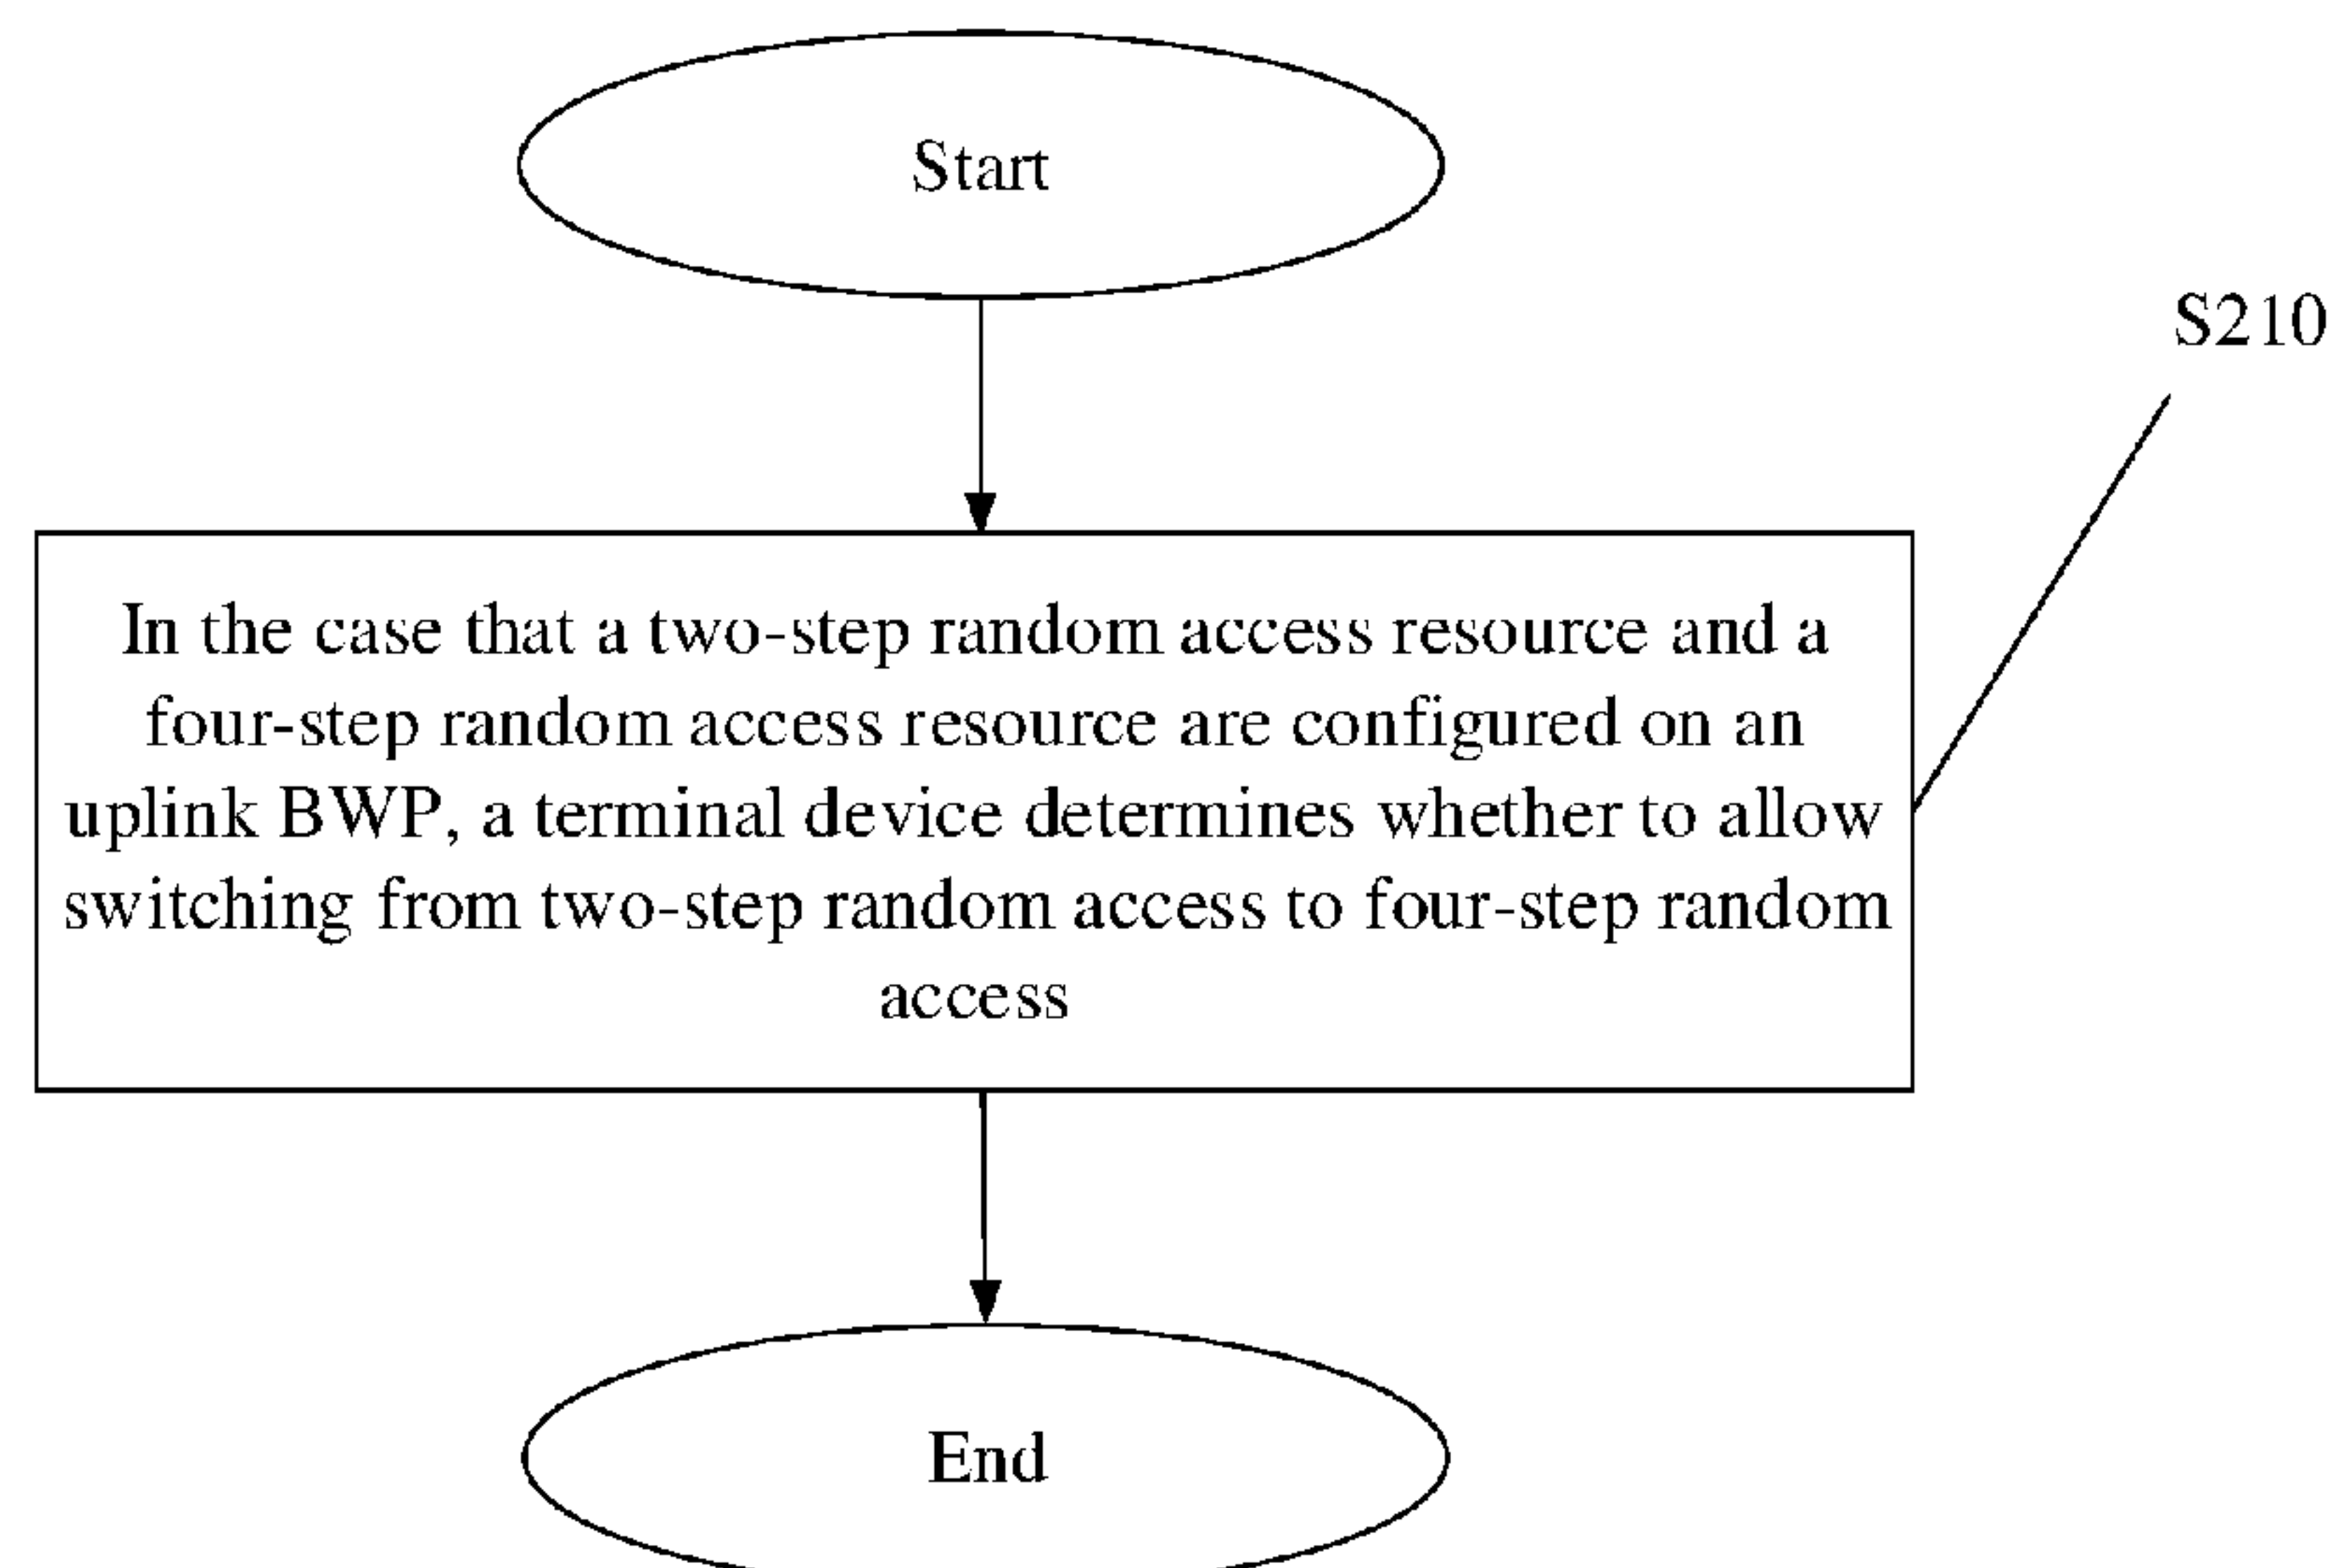 Start
S210
In the case that a two-step random access resource and a
four-step random access resource are configured on an
uplink BWP, a terminal device determines whether to allow
switching from two-step random access to four-step random
access
End